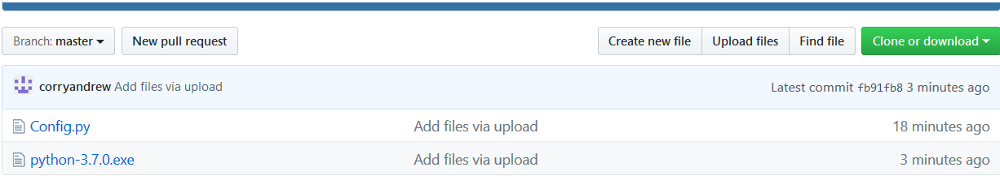 Branch: master New pull request Create new file Upload files Find file Clone or download
corryandrew Add files via upload Latest commit fb91fb8 3 minutes ago
Config.py Add files via upload 18 minutes ago
python-3.7.0.exe Add files via upload 3 minutes ago